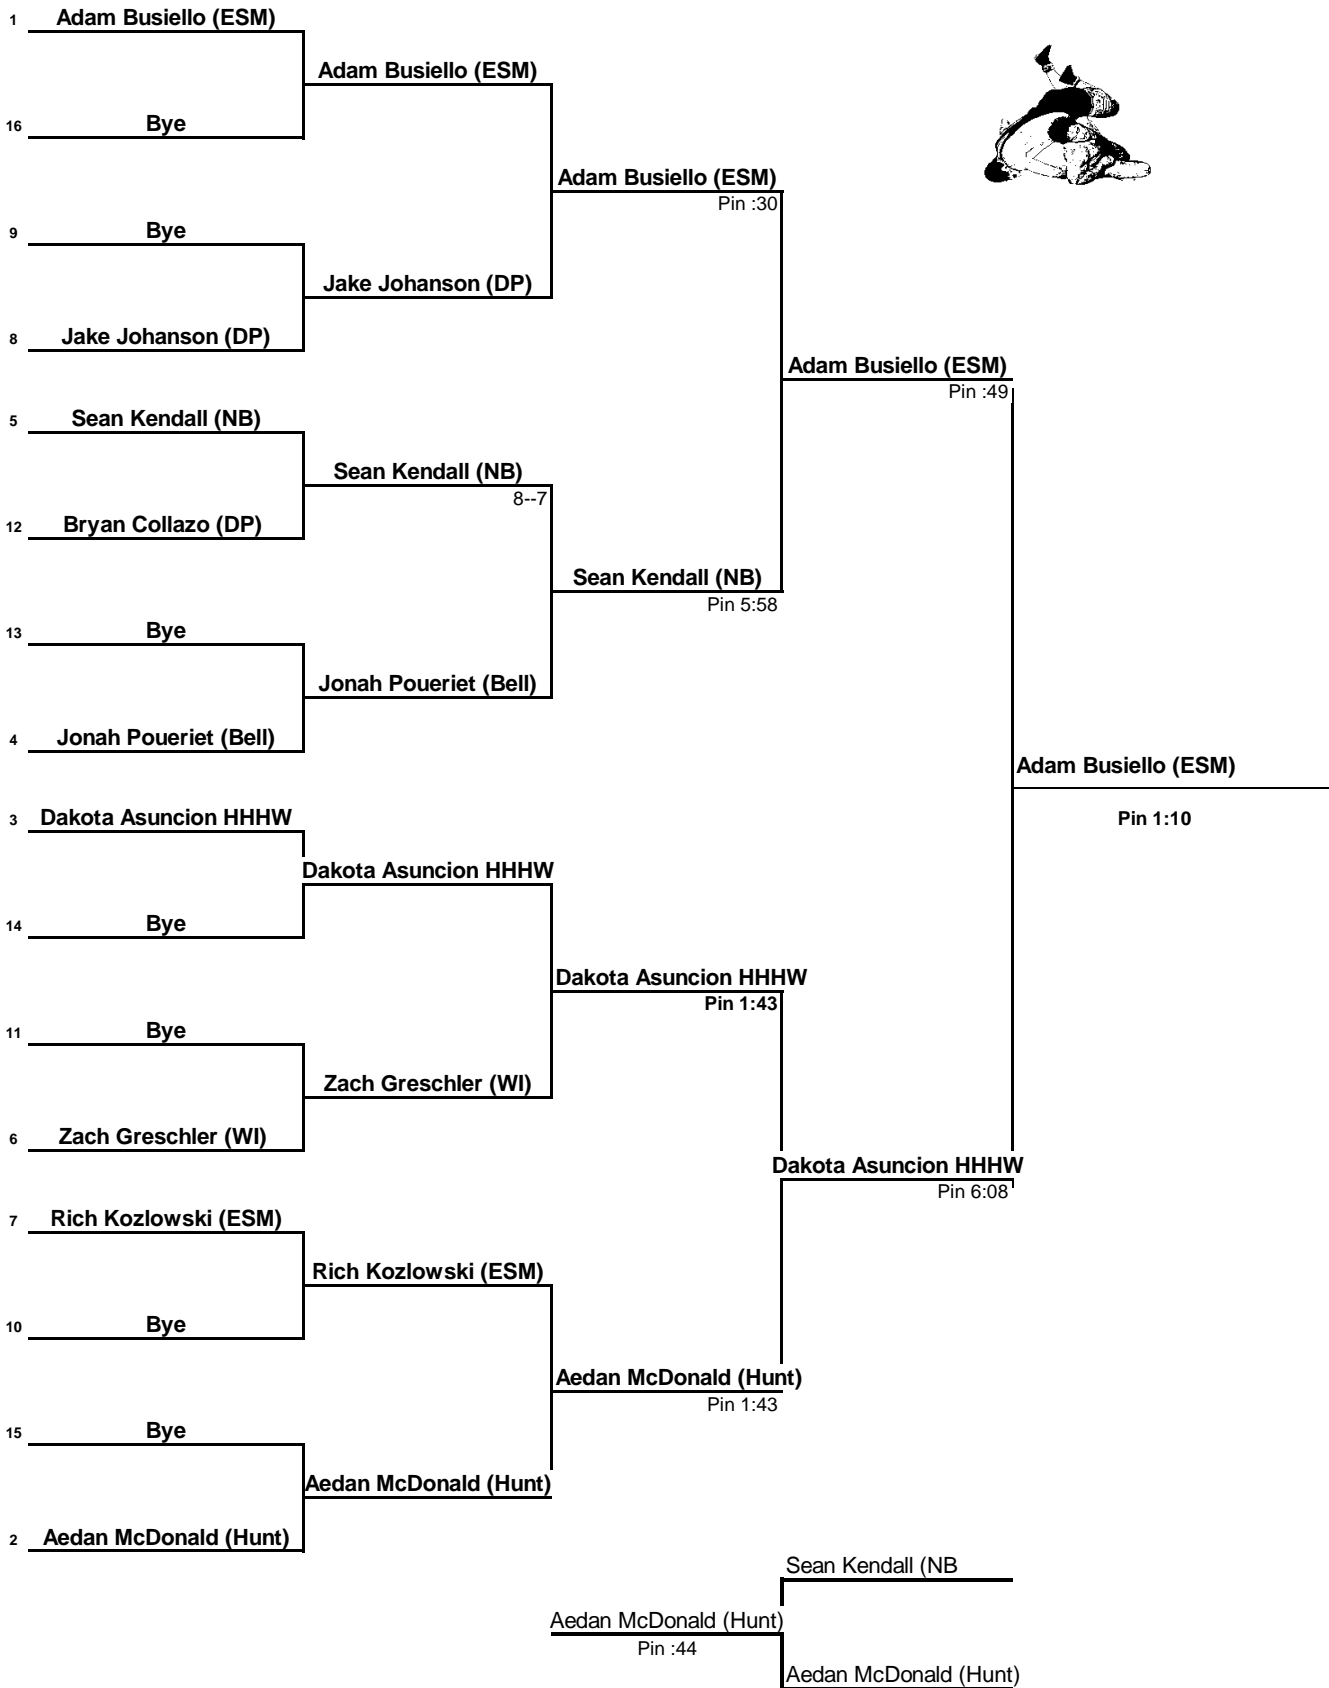 1 Adam Busiello (ESM)
Adam Busiello (ESM)
16 Bye
Adam Busiello (ESM)
Pin :30
9 Bye
Jake Johanson (DP)
8 Jake Johanson (DP)
Adam Busiello (ESM)
Pin :49
5 Sean Kendall (NB)
Sean Kendall (NB)
8--7
12 Bryan Collazo (DP)
Sean Kendall (NB)
Pin 5:58
13 Bye
Jonah Poueriet (Bell)
4 Jonah Poueriet (Bell)
Adam Busiello (ESM)
Pin 1:10
3 Dakota Asuncion HHHW
Dakota Asuncion HHHW
14 Bye
Dakota Asuncion HHHW
Pin 1:43
11 Bye
Zach Greschler (WI)
6 Zach Greschler (WI)
Dakota Asuncion HHHW
Pin 6:08
7 Rich Kozlowski (ESM)
Rich Kozlowski (ESM)
10 Bye
Aedan McDonald (Hunt)
Pin 1:43
15 Bye
Aedan McDonald (Hunt)
2 Aedan McDonald (Hunt)
Sean Kendall (NB
Aedan McDonald (Hunt)
Pin :44
Aedan McDonald (Hunt)